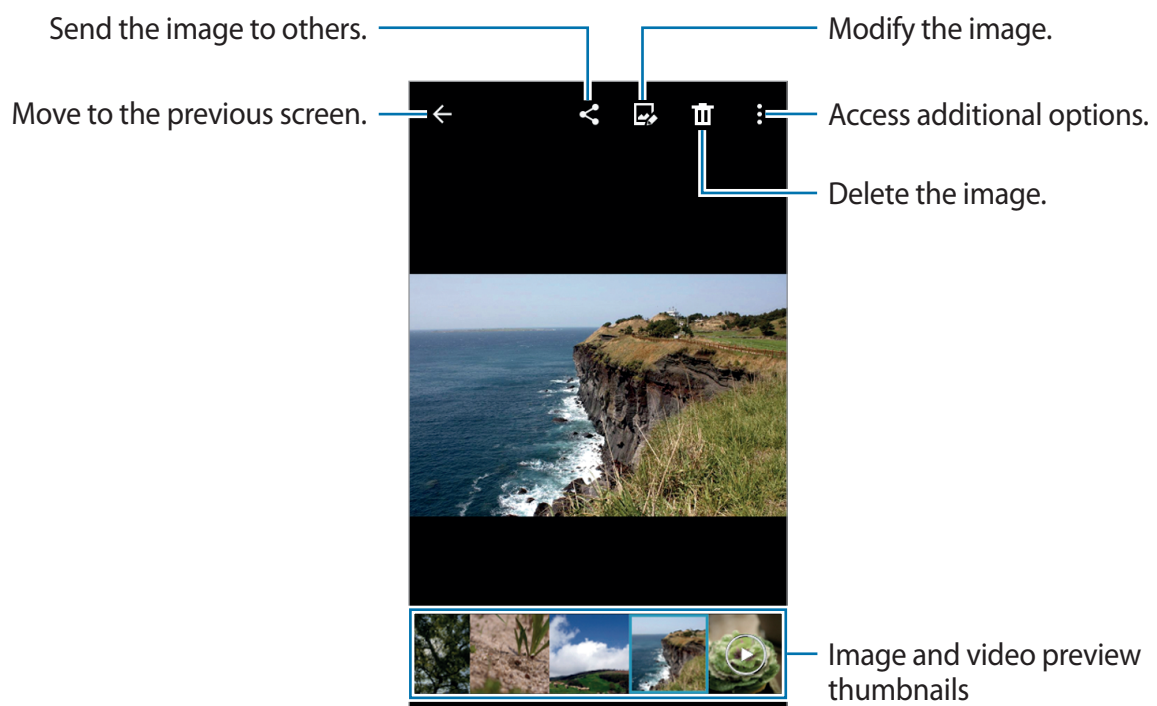 Send the image to others.
Modify the image.
Move to the previous screen.
Access additional options.
Delete the image.
Image and video preview
thumbnails